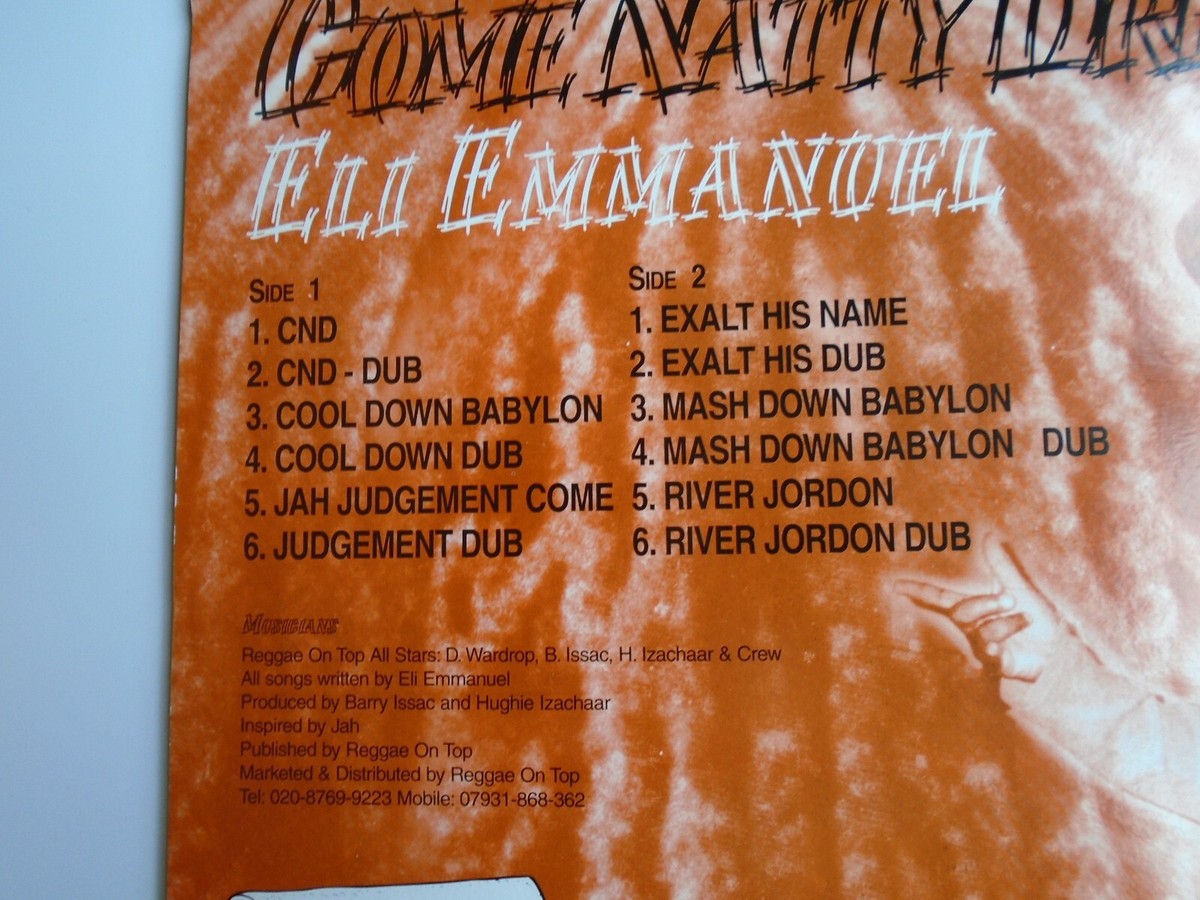 COME NATTY
ELI EMMANUEL
SIDE 1
1. CND
2. CND - DUB
3. COOL DOWN BABYLON
4. COOL DOWN DUB
5. JAH JUDGEMENT COME
6. JUDGEMENT DUB
SIDE 2
1. EXALT HIS NAME
2. EXALT HIS DUB
3. MASH DOWN BABYLON
4. MASH DOWN BABYLON DUB
5. RIVER JORDON
6. RIVER JORDON DUB
MUSICIANS
Reggae On Top All Stars: D. Wardrop, B. Issac, H. Izachaar & Crew
All songs written by Eli Emmanuel
Produced by Barry Issac and Hughie Izachaar
Inspired by Jah
Published by Reggae On Top
Marketed & Distributed by Reggae On Top
Tel: 020-8769-9223 Mobile: 07931-868-362